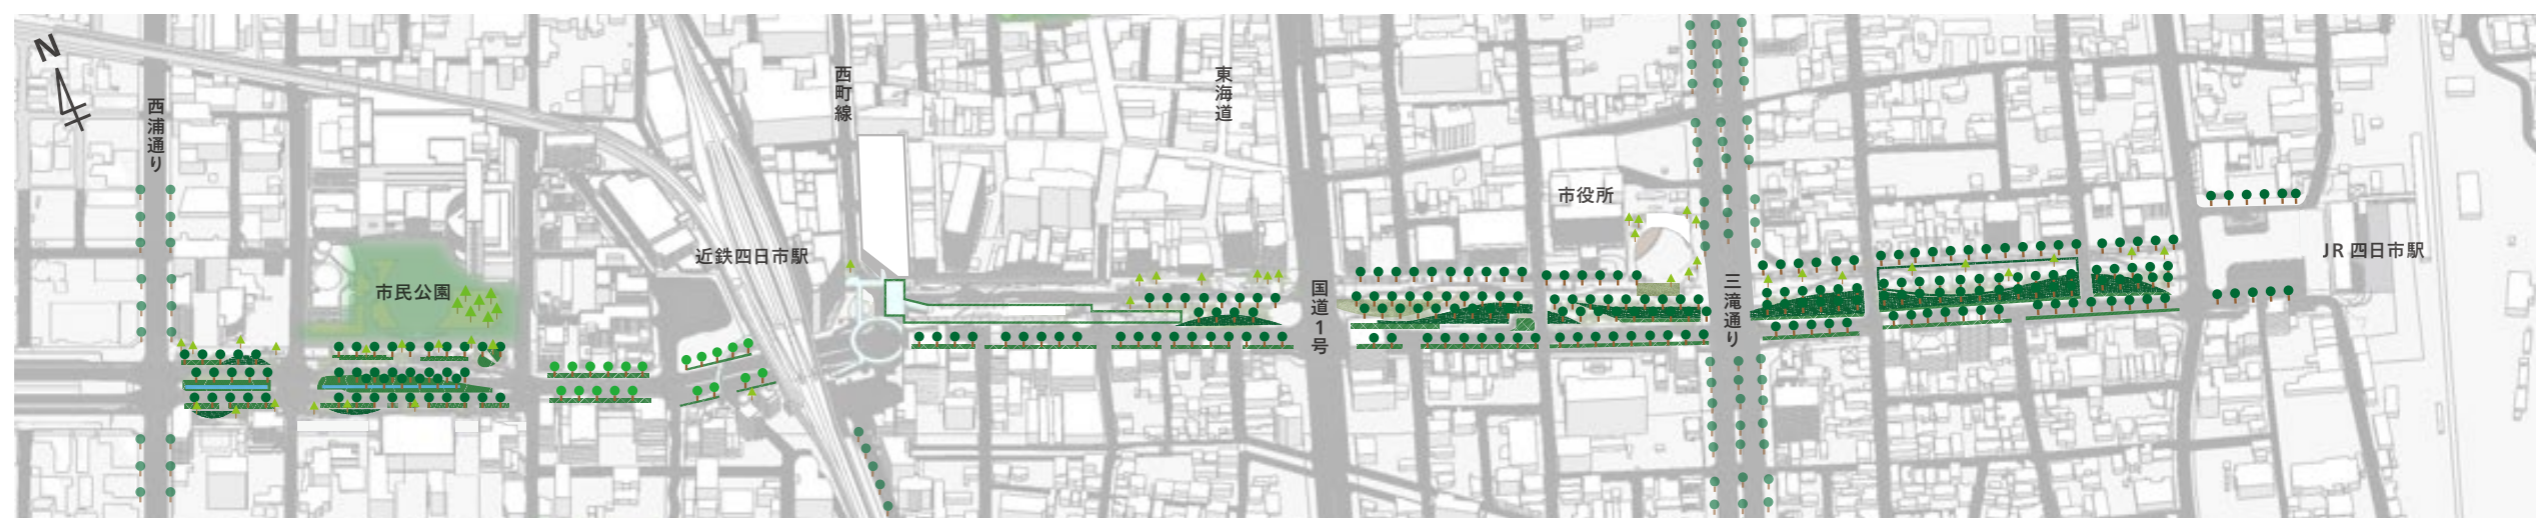 N
西浦通り
市民公園
近鉄四日市駅
西町線
東海道
国道1号
市役所
三滝通り
JR 四日市駅